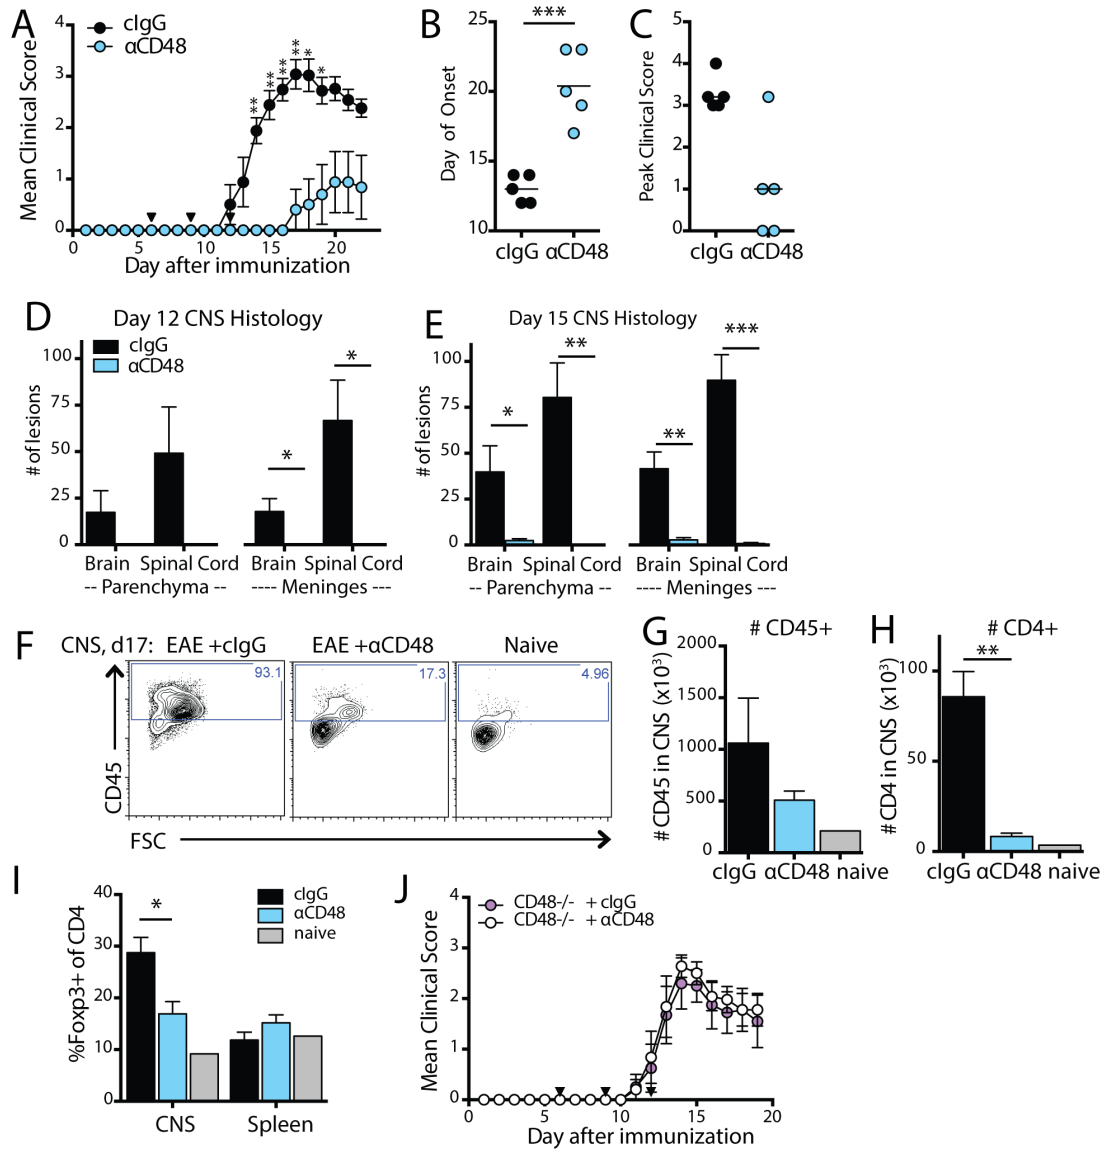 A
cIgG
αCD48
Mean Clinical Score
4
3
2
1
0
** ** ** ** * *
0 5 10 15 20
Day after immunization
B
***
Day of Onset
25
20
15
10
cIgG αCD48
C
Peak Clinical Score
5
4
3
2
1
0
cIgG αCD48
D
Day 12 CNS Histology
cIgG
αCD48
# of lesions
100
75
50
25
0
* *
Brain Spinal Cord Brain Spinal Cord
-- Parenchyma -- ---- Meninges ---
E
Day 15 CNS Histology
# of lesions
100
75
50
25
0
* ** ** ***
Brain Spinal Cord Brain Spinal Cord
-- Parenchyma -- ---- Meninges ---
F
CNS, d17: EAE +cIgG EAE +αCD48 Naive
93.1 17.3 4.96
CD45
FSC
G
# CD45+
# CD45 in CNS (x10³)
2000
1500
1000
500
0
cIgG αCD48 naive
H
# CD4+
# CD4 in CNS (x10³)
100
50
0
**
cIgG αCD48 naive
I
%Foxp3+ of CD4
40
30
20
10
0
*
cIgG
αCD48
naive
CNS Spleen
J
CD48-/- + cIgG
CD48-/- + αCD48
Mean Clinical Score
4
3
2
1
0
0 5 10 15 20
Day after immunization